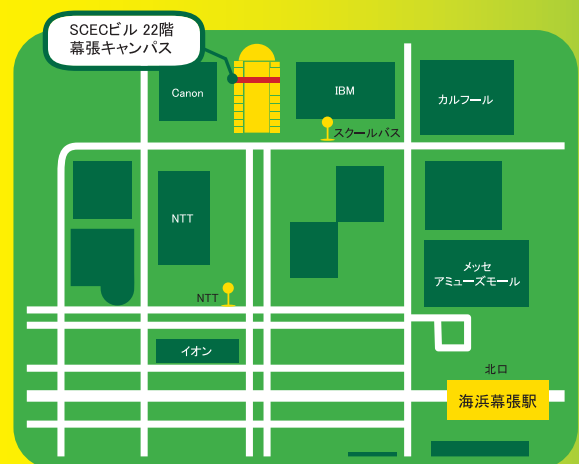 SCECビル 22階
幕張キャンパス
Canon
IBM
カルフール
スクールバス
NTT
メッセ
アミューズモール
NTT
イオン
北口
海浜幕張駅